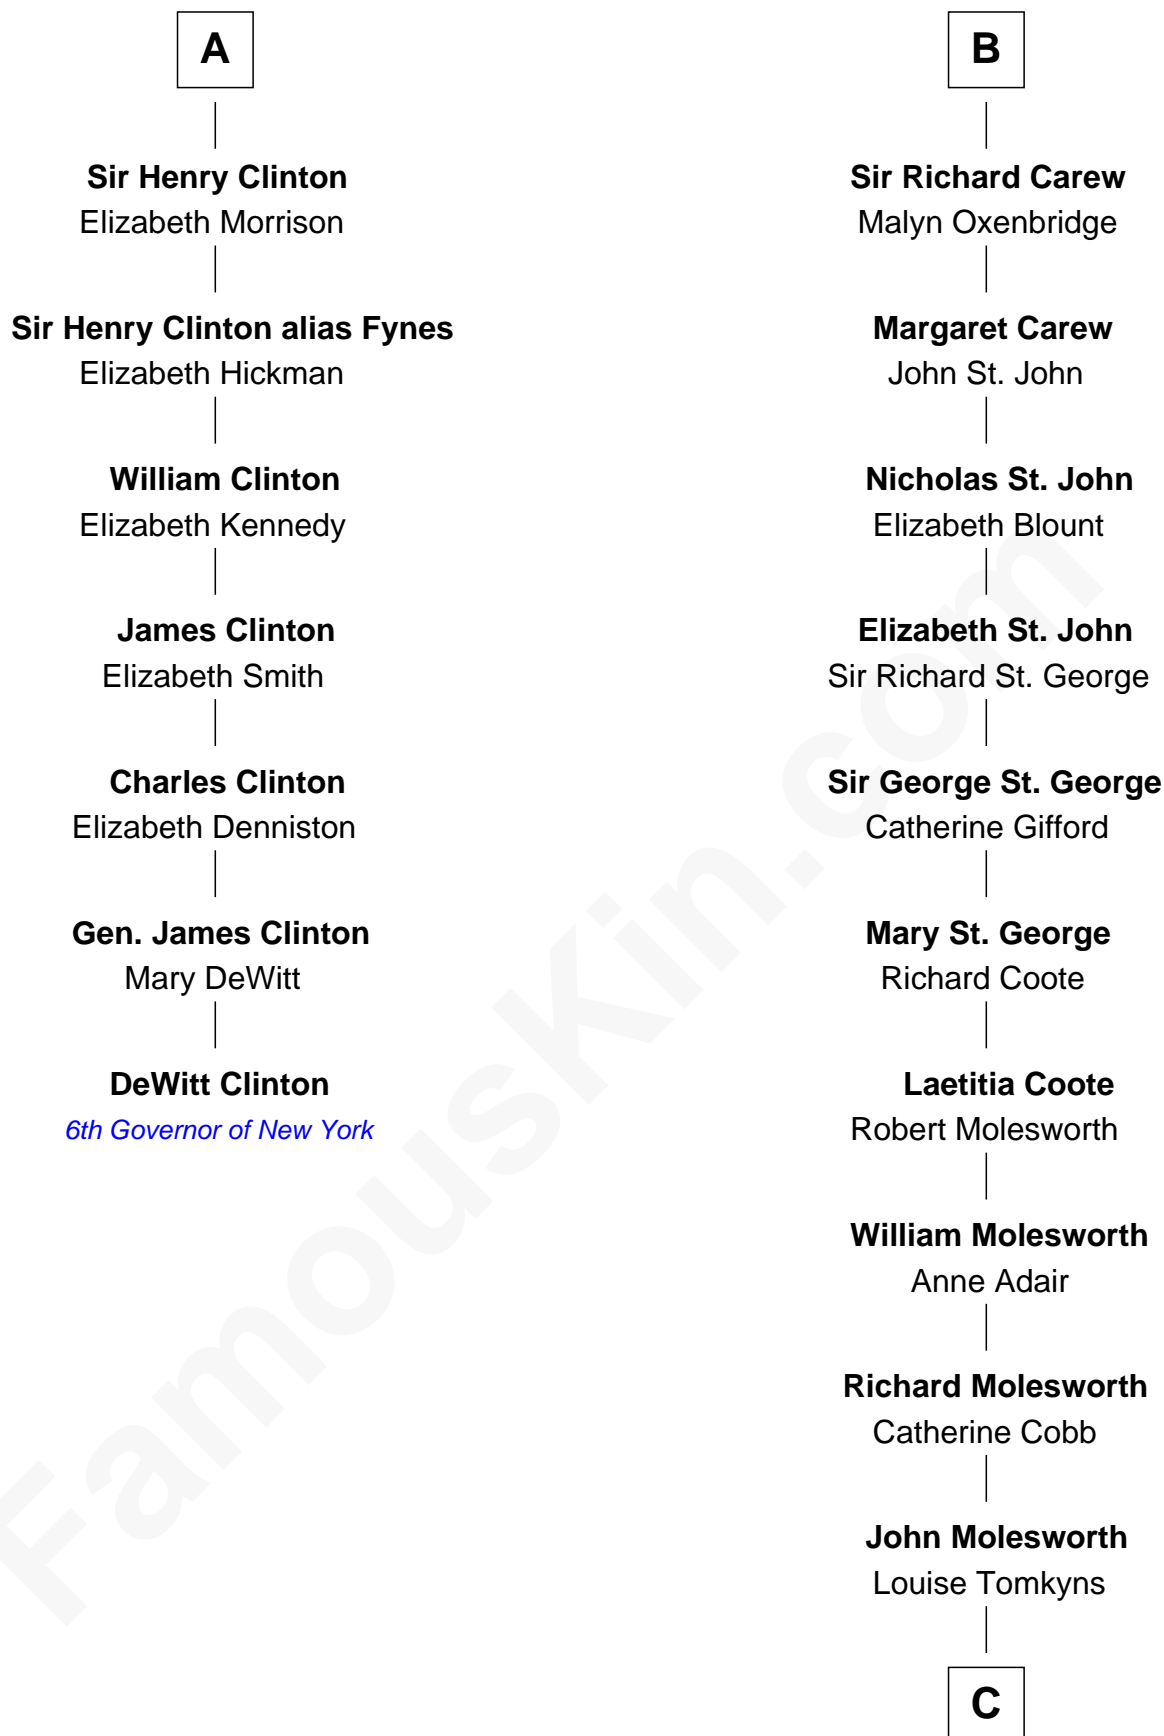 A
Sir Henry Clinton
Elizabeth Morrison
Sir Henry Clinton alias Fynes
Elizabeth Hickman
William Clinton
Elizabeth Kennedy
James Clinton
Elizabeth Smith
Charles Clinton
Elizabeth Denniston
Gen. James Clinton
Mary DeWitt
DeWitt Clinton
6th Governor of New York
B
Sir Richard Carew
Malyn Oxenbridge
Margaret Carew
John St. John
Nicholas St. John
Elizabeth Blount
Elizabeth St. John
Sir Richard St. George
Sir George St. George
Catherine Gifford
Mary St. George
Richard Coote
Laetitia Coote
Robert Molesworth
William Molesworth
Anne Adair
Richard Molesworth
Catherine Cobb
John Molesworth
Louise Tomkyns
C
FamousKin.com